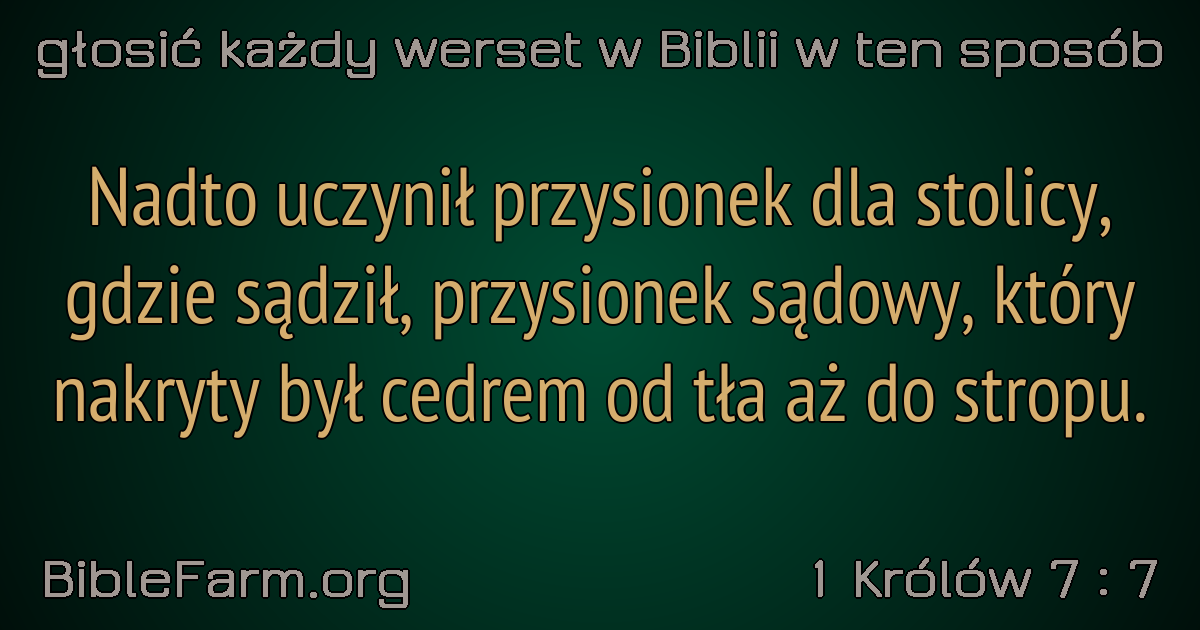 głosić każdy werset w Biblii w ten sposób
Nadto uczynił przysionek dla stolicy,
gdzie sądził, przysionek sądowy, który
nakryty był cedrem od tła aż do stropu.
BibleFarm.org
1 Królów 7 : 7